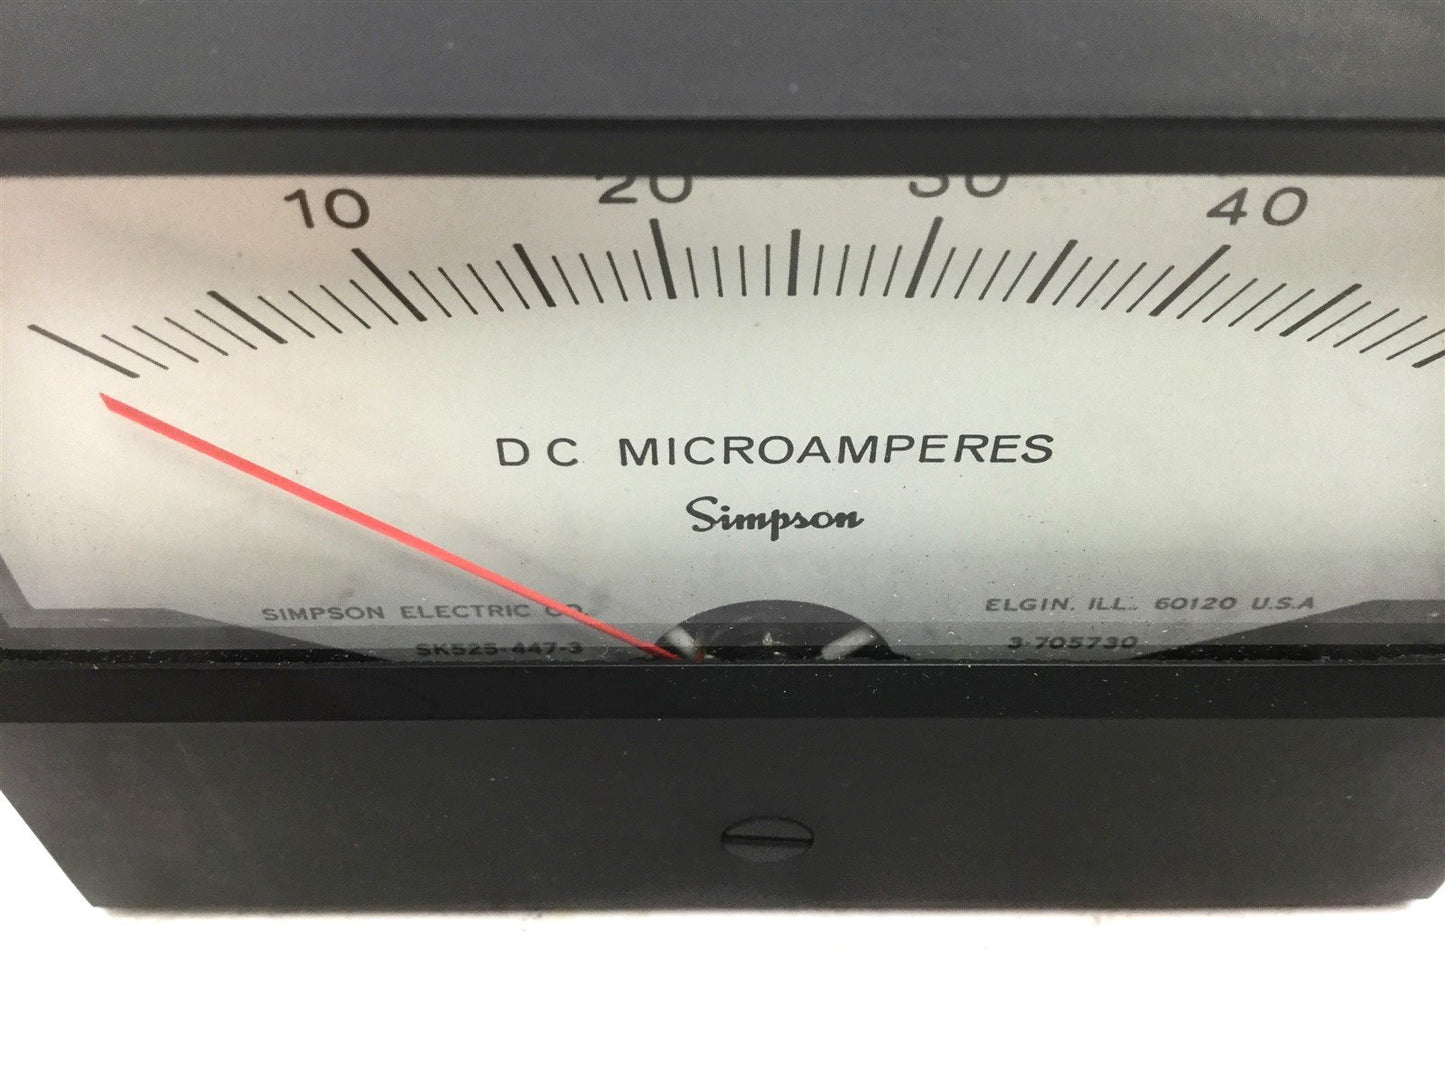 10 20 30 40
DC MICROAMPERES
Simpson
SIMPSON ELECTRIC CO. ELGIN, ILL. 60120 U.S.A
SK525-447-3 3-705730